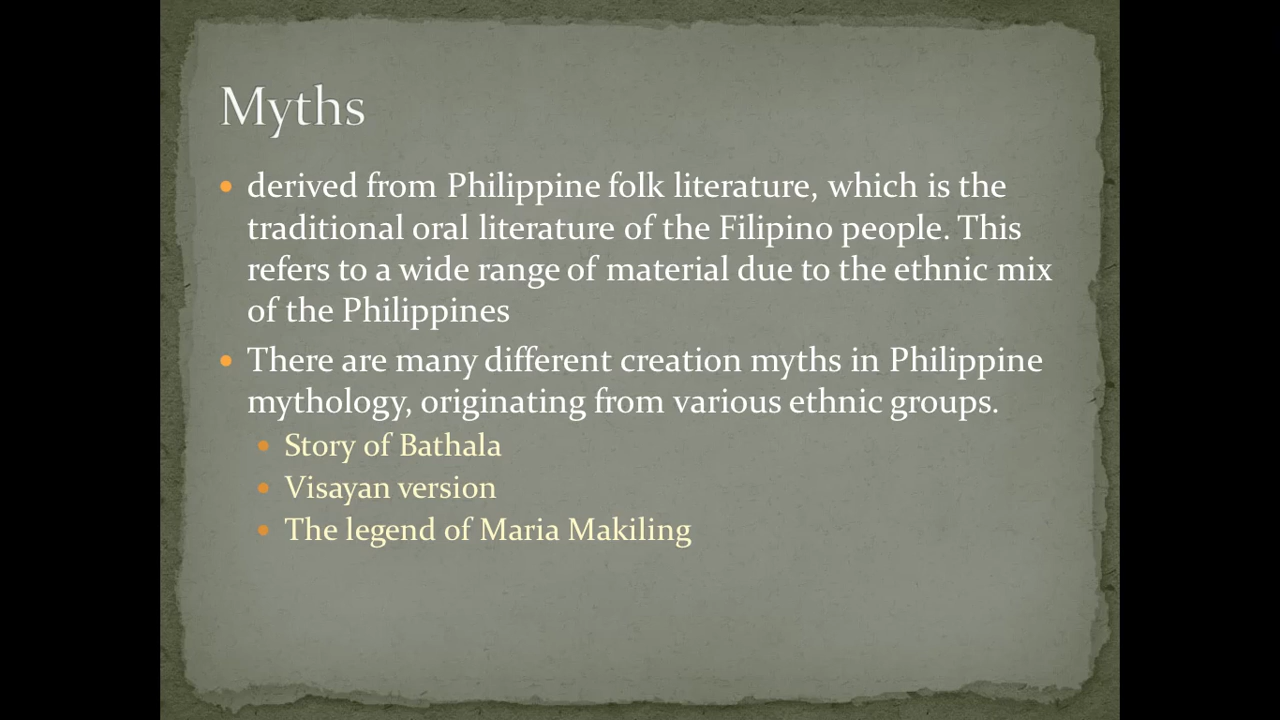 Myths
• derived from Philippine folk literature, which is the
traditional oral literature of the Filipino people. This
refers to a wide range of material due to the ethnic mix
of the Philippines
• There are many different creation myths in Philippine
mythology, originating from various ethnic groups.
• Story of Bathala
• Visayan version
• The legend of Maria Makiling